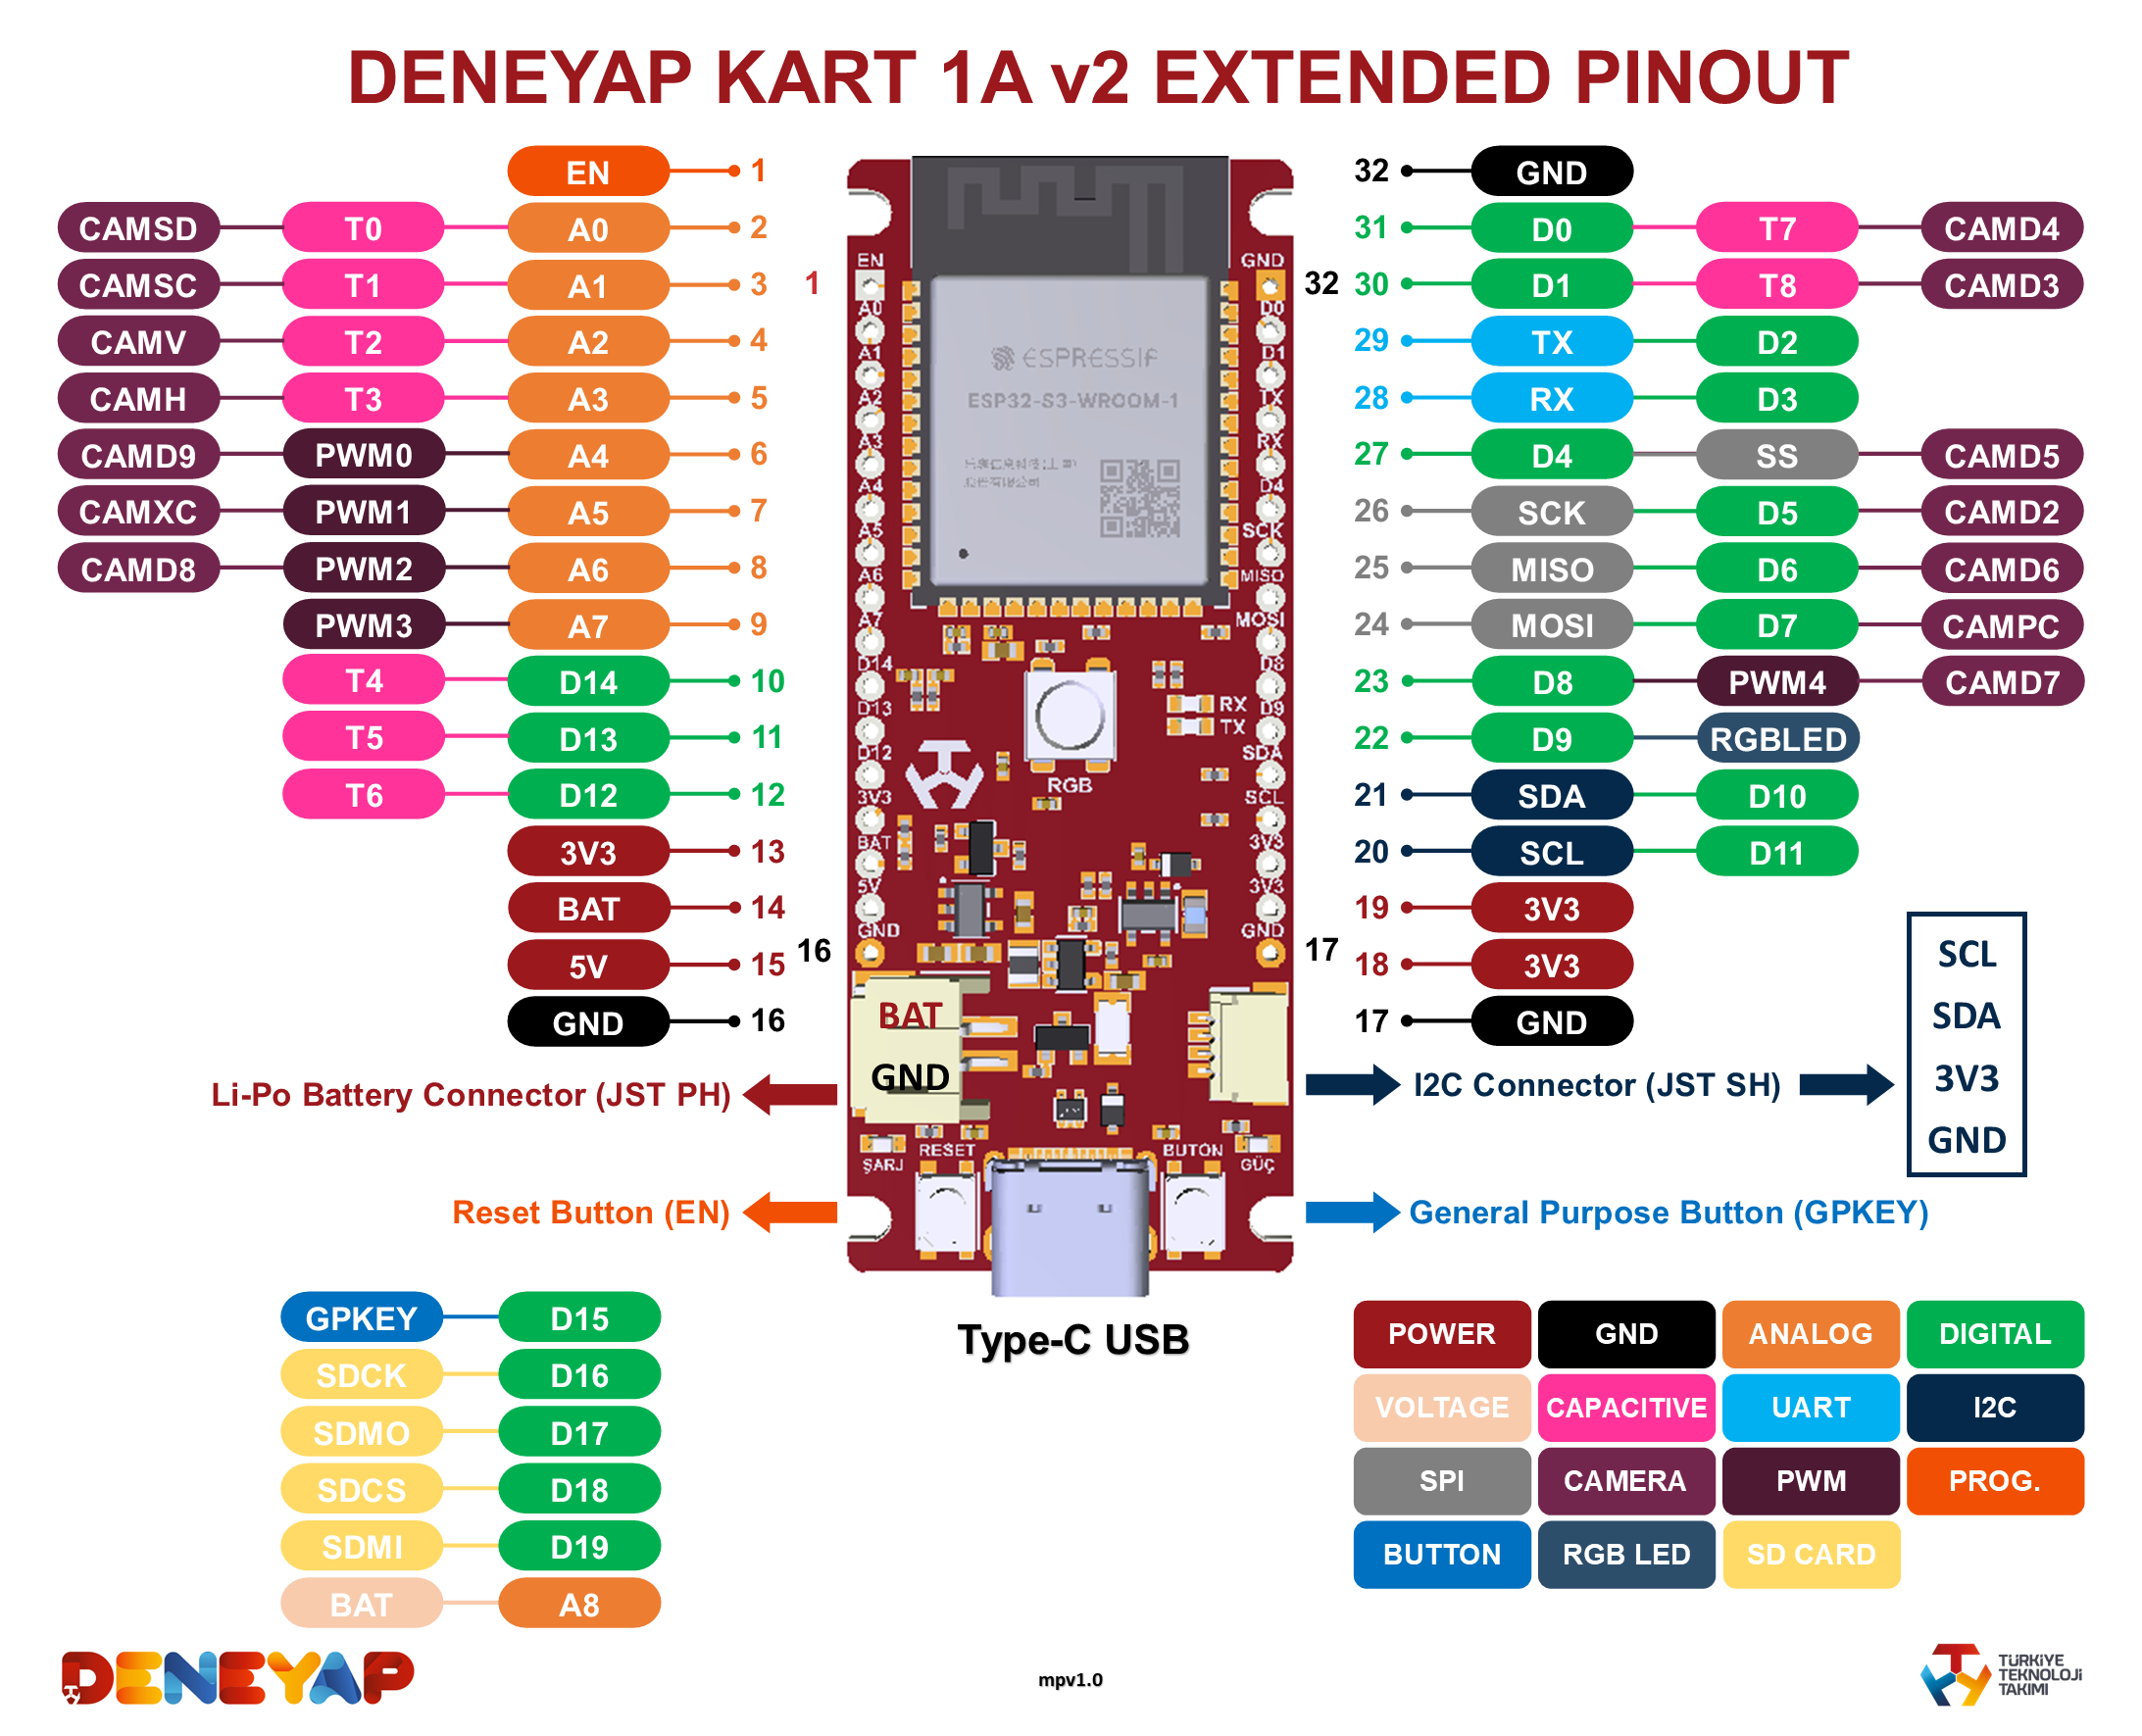 DENEYAP KART 1A v2 EXTENDED PINOUT
EN 1
CAMSD T0 A0 2
CAMSC T1 A1 3
CAMV T2 A2 4
CAMH T3 A3 5
CAMD9 PWM0 A4 6
CAMXC PWM1 A5 7
CAMD8 PWM2 A6 8
PWM3 A7 9
T4 D14 10
T5 D13 11
T6 D12 12
3V3 13
BAT 14
5V 15
GND 16
1
16
EN
A0
A1
A2
A3
A4
A5
A6
A7
D14
D13
D12
3V3
BAT
5V
GND
ESPRESSIF
ESP32-S3-WROOM-1
RX
TX
RGB
GND
D0
D1
TX
RX
D4
SCK
MISO
MOSI
D8
D9
SDA
SCL
3V3
3V3
GND
32
17
32 GND
31 D0 T7 CAMD4
30 D1 T8 CAMD3
29 TX D2
28 RX D3
27 D4 SS CAMD5
26 SCK D5 CAMD2
25 MISO D6 CAMD6
24 MOSI D7 CAMPC
23 D8 PWM4 CAMD7
22 D9 RGBLED
21 SDA D10
20 SCL D11
19 3V3
18 3V3
17 GND
BAT
GND
Li-Po Battery Connector (JST PH)
I2C Connector (JST SH)
SCL
SDA
3V3
GND
ŞARJ
RESET
BUTON
GÜÇ
Reset Button (EN)
General Purpose Button (GPKEY)
Type-C USB
GPKEY D15
SDCK D16
SDMO D17
SDCS D18
SDMI D19
BAT A8
POWER GND ANALOG DIGITAL
VOLTAGE CAPACITIVE UART I2C
SPI CAMERA PWM PROG.
BUTTON RGB LED SD CARD
DENEYAP
mpv1.0
TÜRKİYE
TEKNOLOJİ
TAKIMI